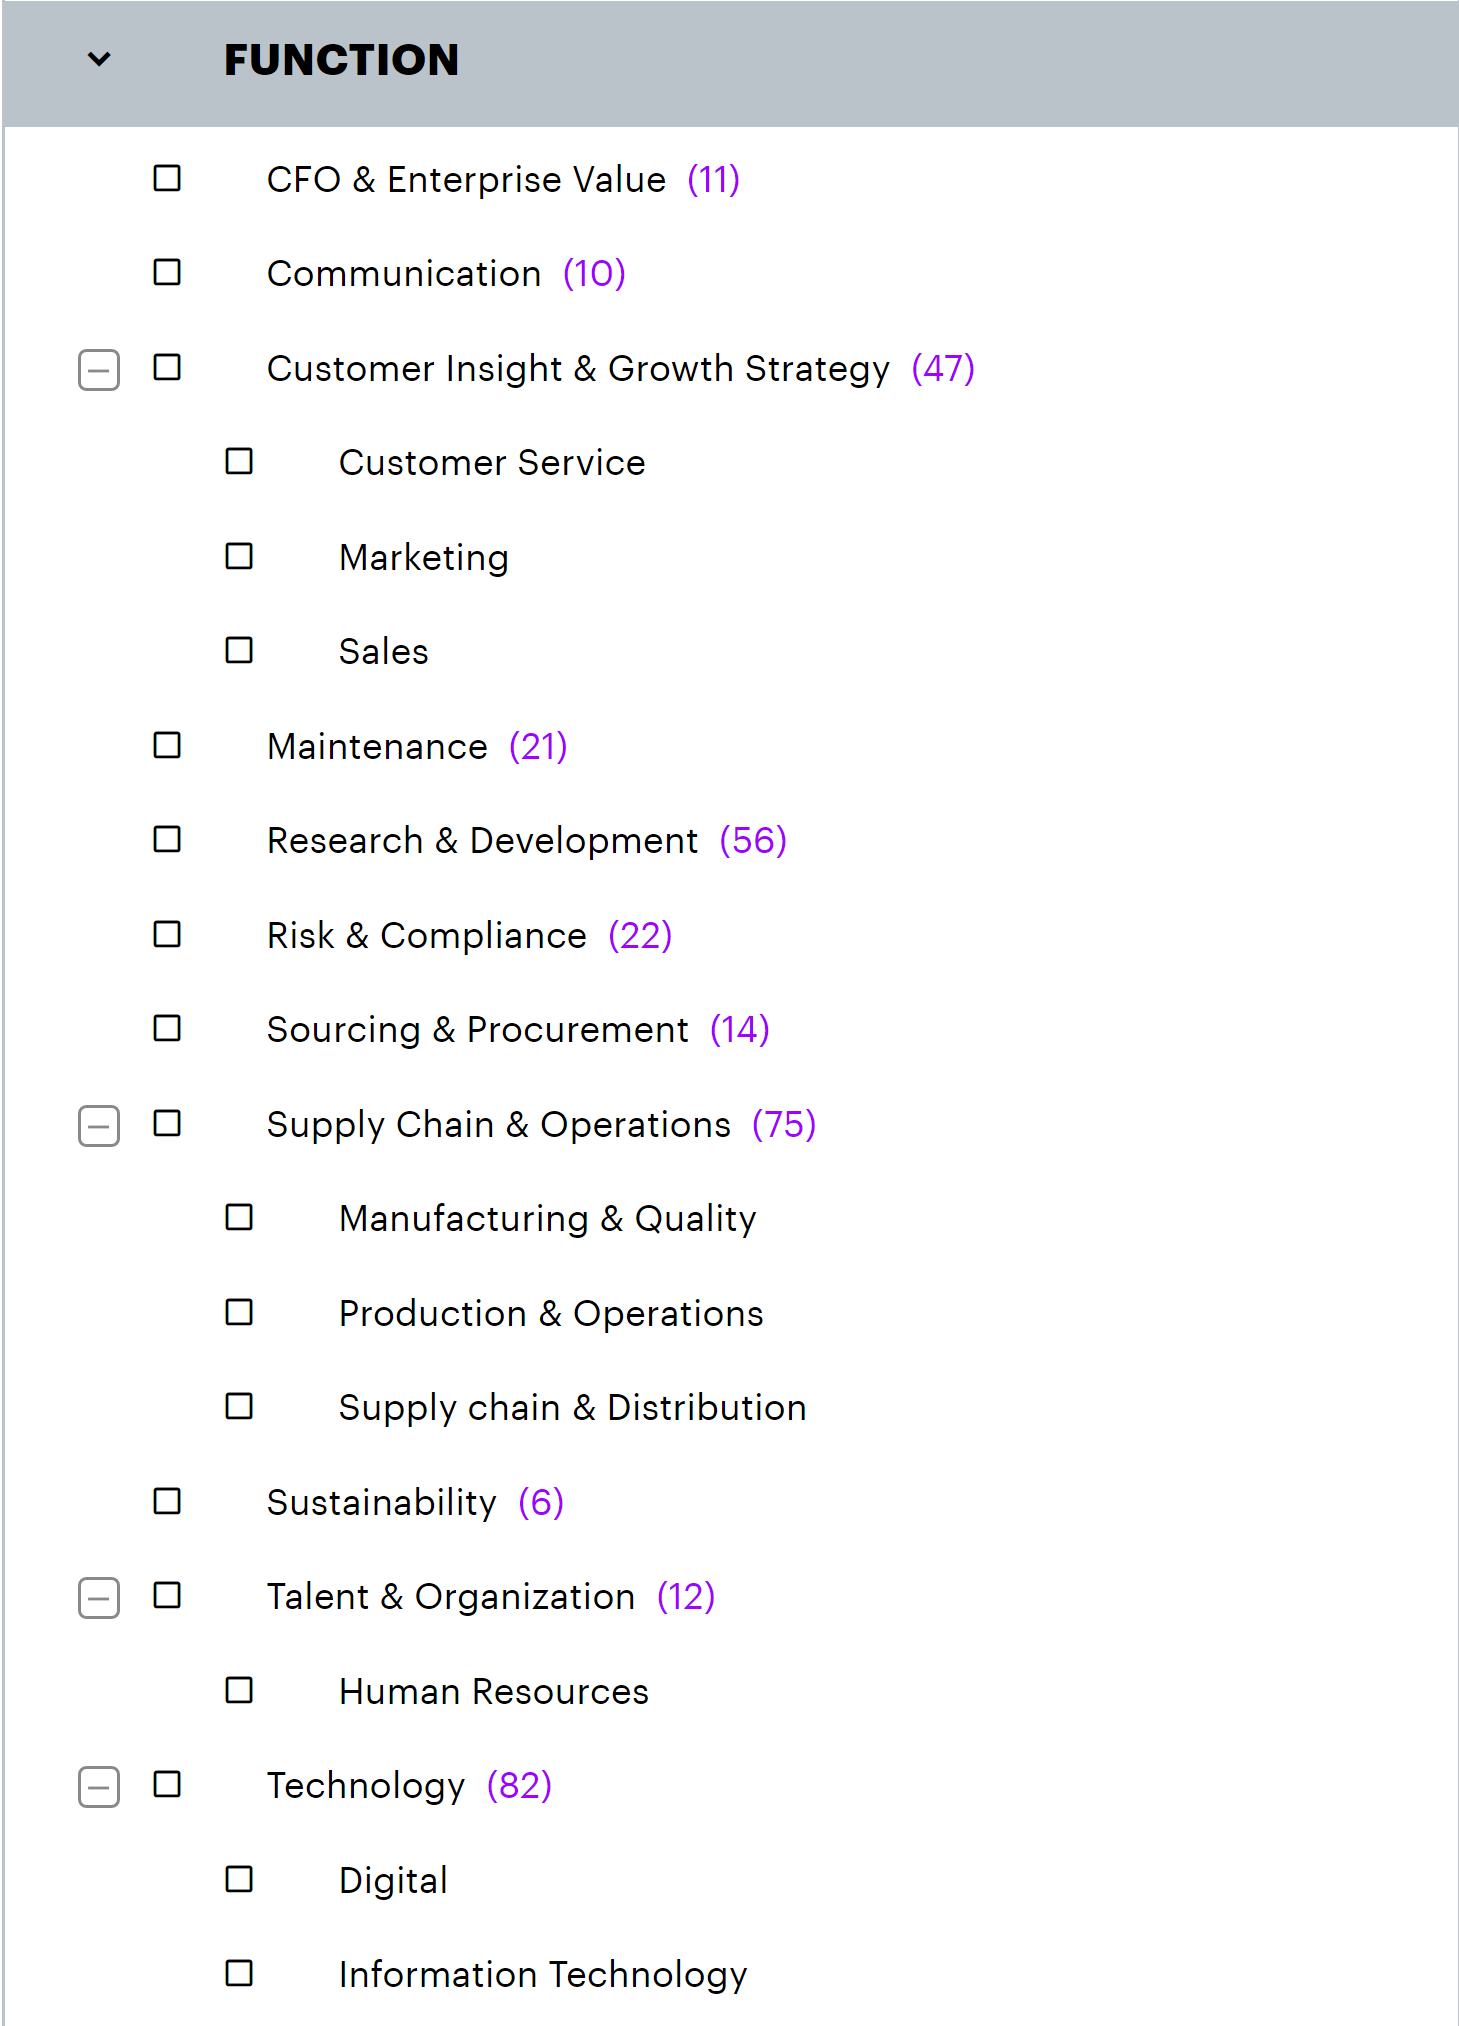 FUNCTION
CFO & Enterprise Value (11)
Communication (10)
Customer Insight & Growth Strategy (47)
Customer Service
Marketing
Sales
Maintenance (21)
Research & Development (56)
Risk & Compliance (22)
Sourcing & Procurement (14)
Supply Chain & Operations (75)
Manufacturing & Quality
Production & Operations
Supply chain & Distribution
Sustainability (6)
Talent & Organization (12)
Human Resources
Technology (82)
Digital
Information Technology